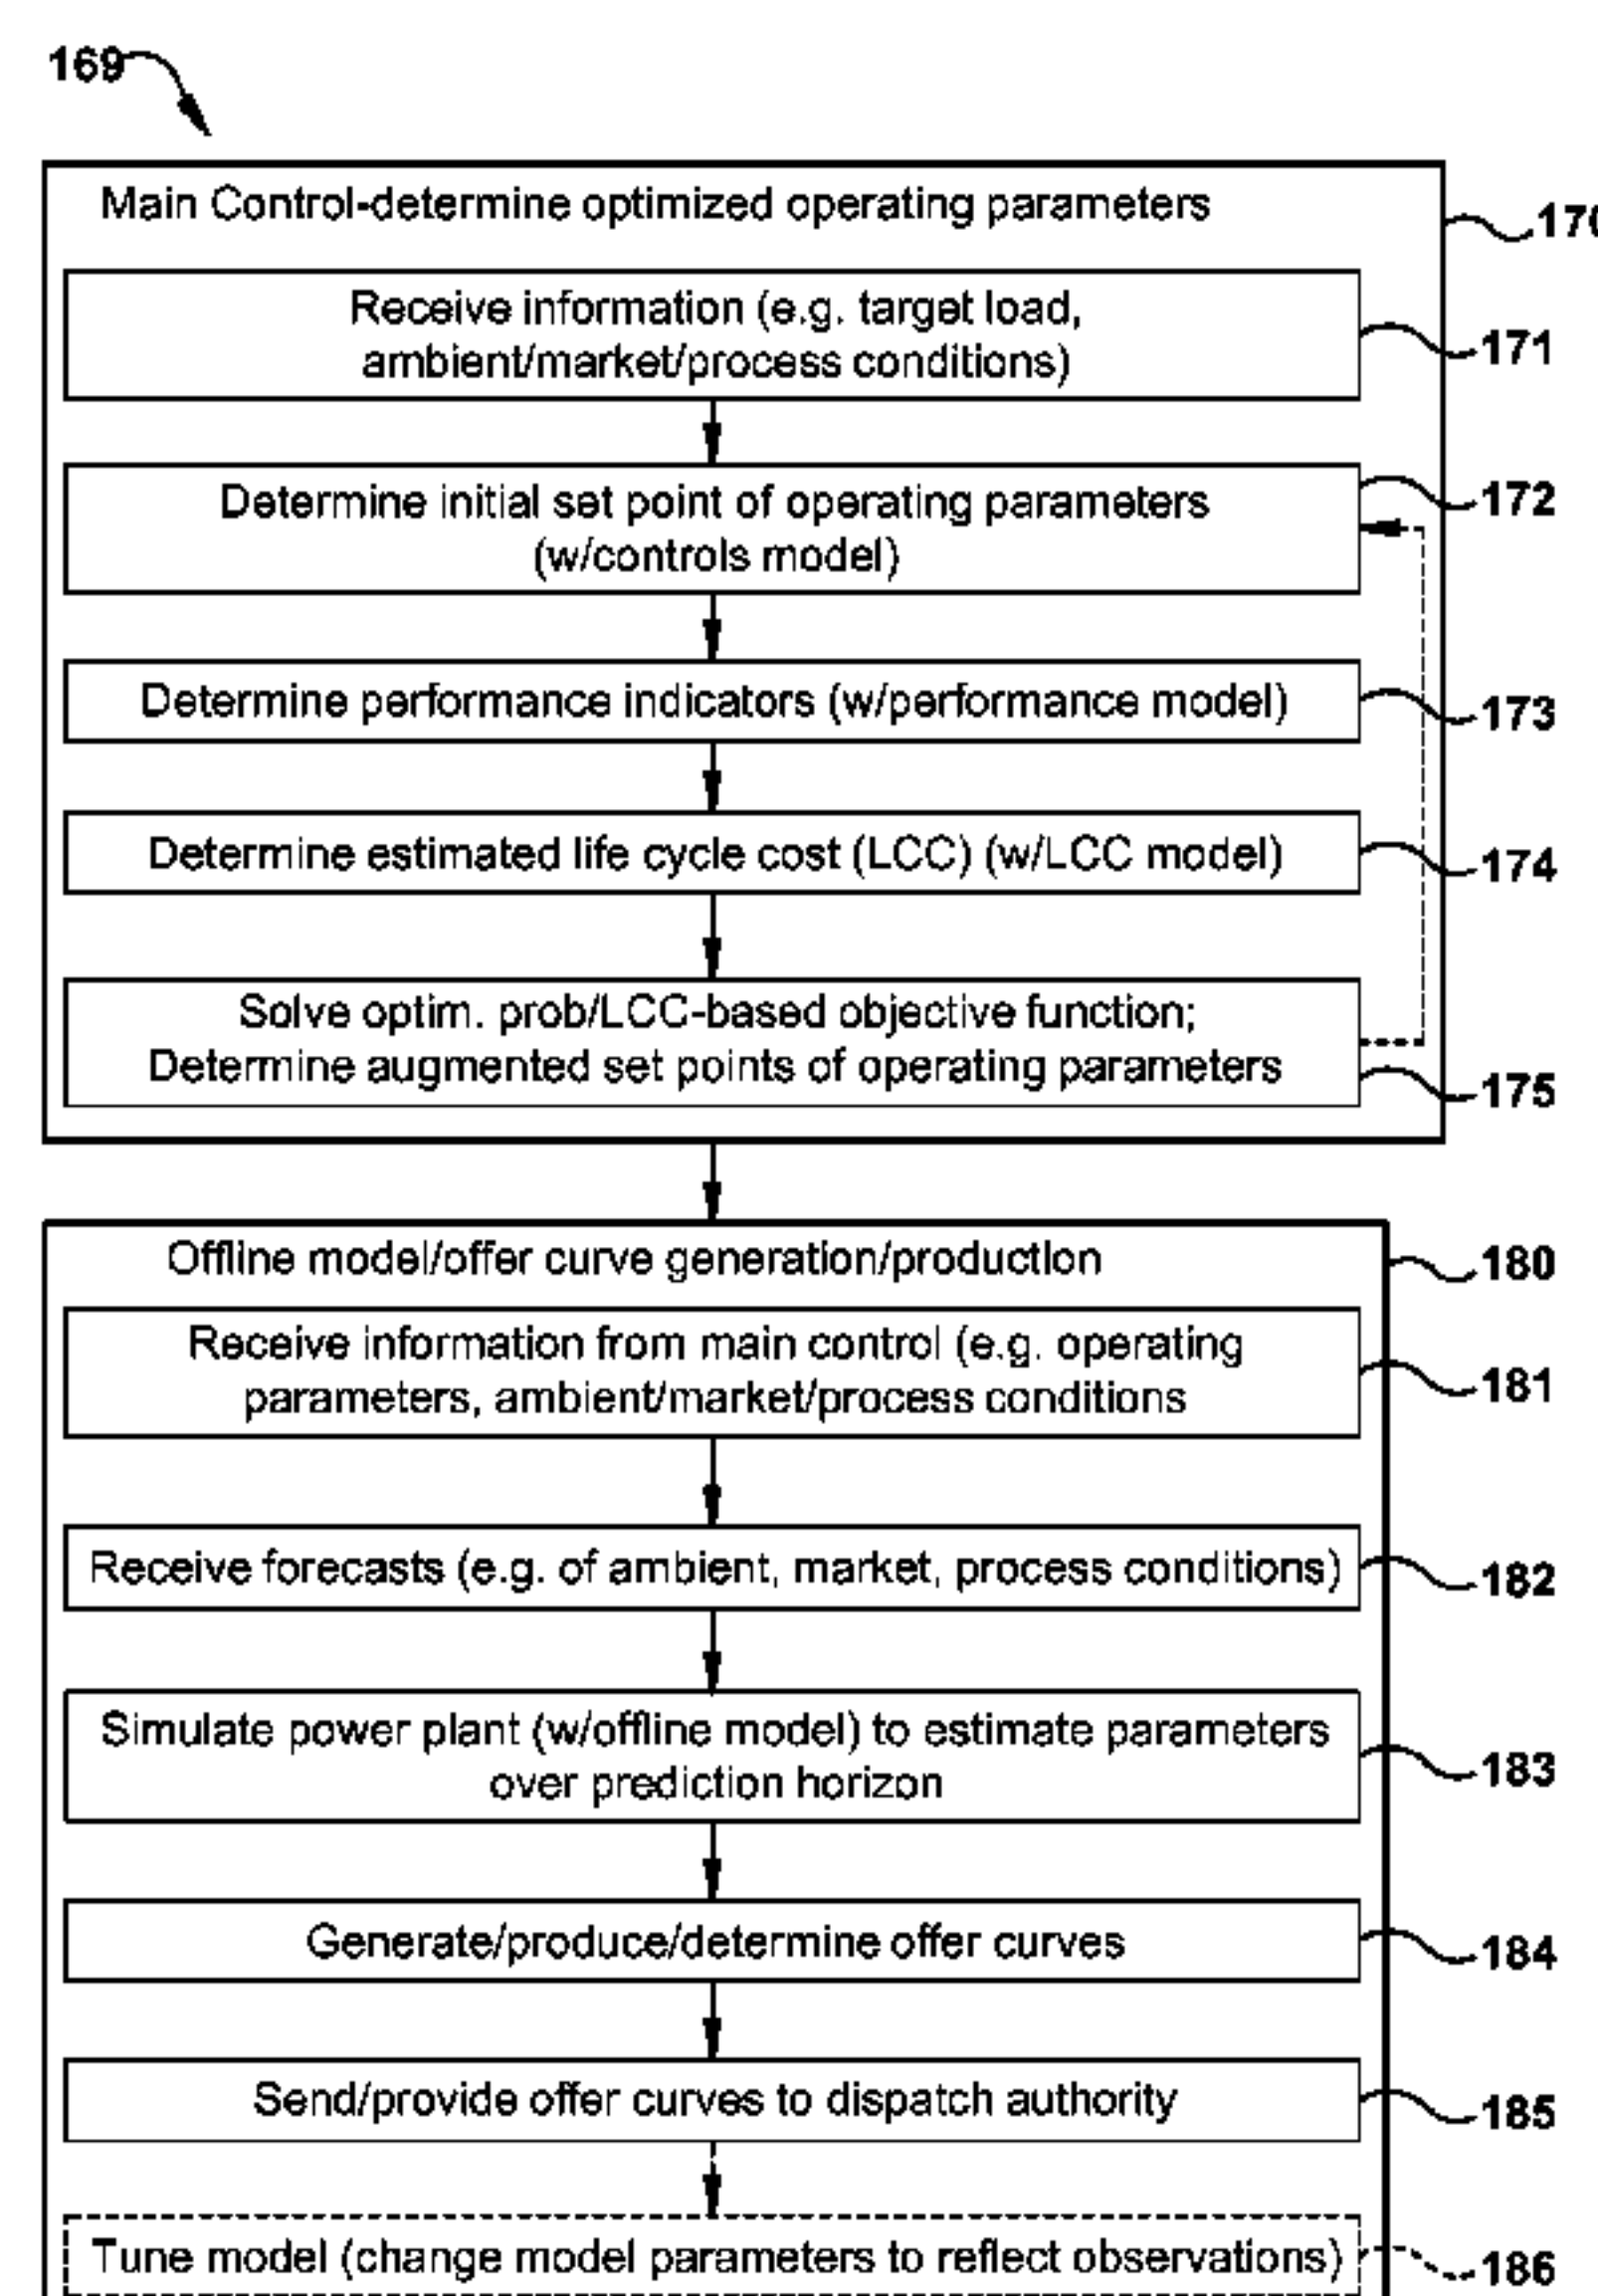 169
Main Control-determine optimized operating parameters
170
Receive information (e.g. target load,
ambient/market/process conditions)
171
Determine initial set point of operating parameters
(w/controls model)
172
Determine performance indicators (w/performance model)
173
Determine estimated life cycle cost (LCC) (w/LCC model)
174
Solve optim. prob/LCC-based objective function;
Determine augmented set points of operating parameters
175
Offline model/offer curve generation/production
180
Receive information from main control (e.g. operating
parameters, ambient/market/process conditions
181
Receive forecasts (e.g. of ambient, market, process conditions)
182
Simulate power plant (w/offline model) to estimate parameters
over prediction horizon
183
Generate/produce/determine offer curves
184
Send/provide offer curves to dispatch authority
185
Tune model (change model parameters to reflect observations)
186